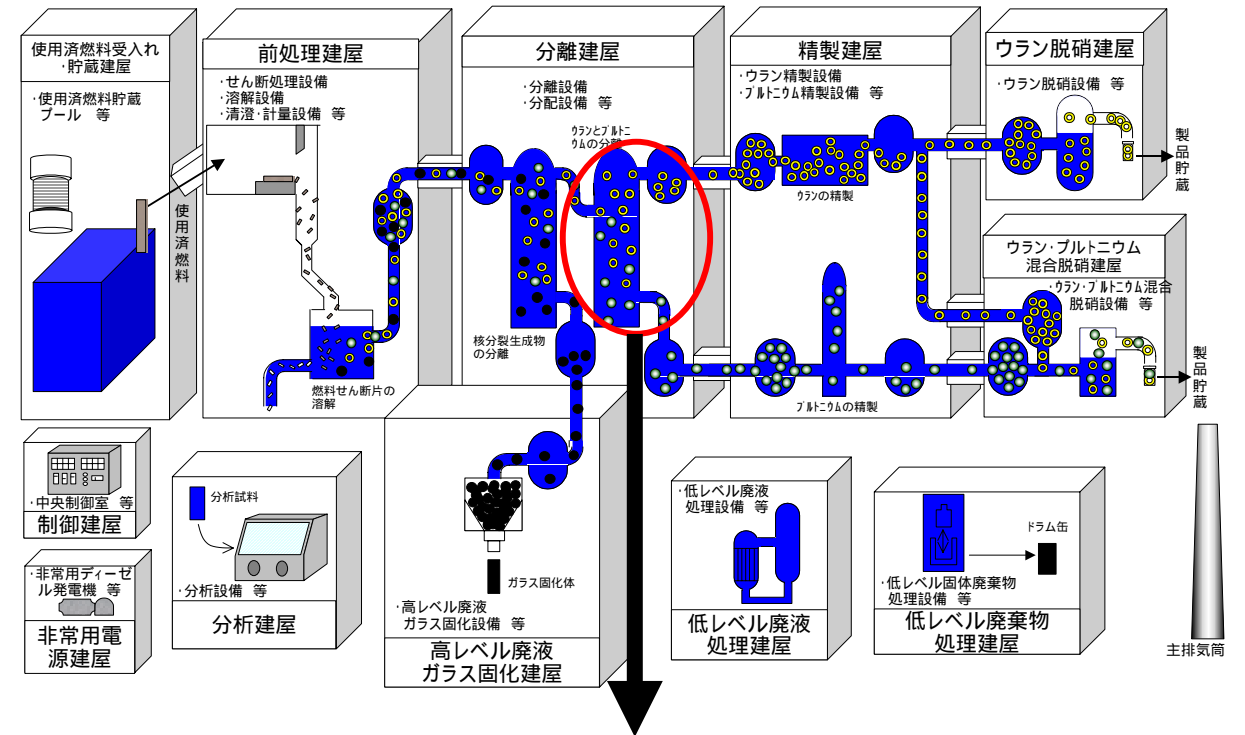 使用済燃料受入れ
・貯蔵建屋
・使用済燃料貯蔵
プール 等
使用済燃料
前処理建屋
・せん断処理設備
・溶解設備
・清澄・計量設備 等
燃料せん断片の
溶解
分離建屋
・分離設備
・分配設備 等
ウランとプルトニ
ウムの分離
核分裂生成物
の分離
精製建屋
・ウラン精製設備
・プルトニウム精製設備 等
ウランの精製
プルトニウムの精製
ウラン脱硝建屋
・ウラン脱硝設備 等
製品貯蔵
ウラン・プルトニウム
混合脱硝建屋
・ウラン・プルトニウム混合
脱硝設備 等
製品貯蔵
・中央制御室 等
制御建屋
・非常用ディーゼ
ル発電機 等
非常用電
源建屋
分析試料
・分析設備 等
分析建屋
ガラス固化体
・高レベル廃液
ガラス固化設備 等
高レベル廃液
ガラス固化建屋
・低レベル廃液
処理設備 等
低レベル廃液
処理建屋
ドラム缶
・低レベル固体廃棄物
処理設備 等
低レベル廃棄物
処理建屋
主排気筒